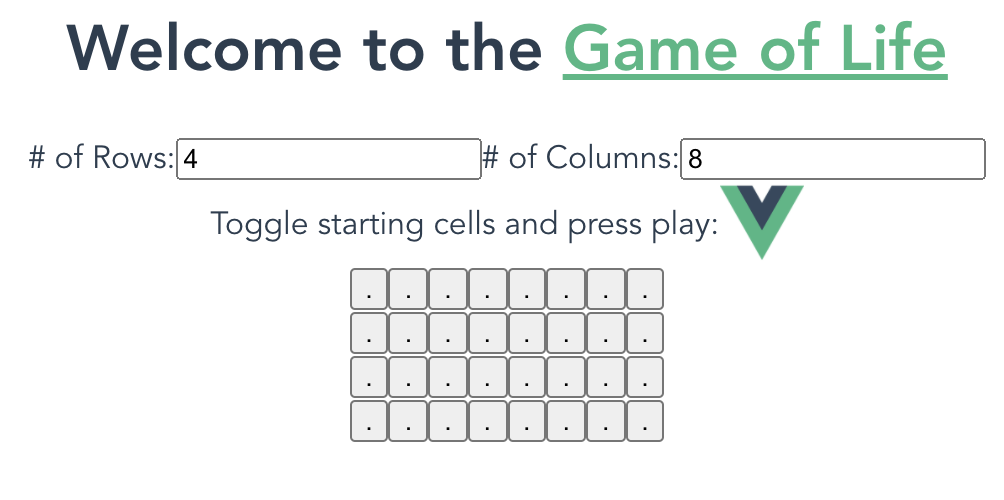 Welcome to the Game of Life
# of Rows: 4 # of Columns: 8
Toggle starting cells and press play:
. . . . . . . .
. . . . . . . .
. . . . . . . .
. . . . . . . .